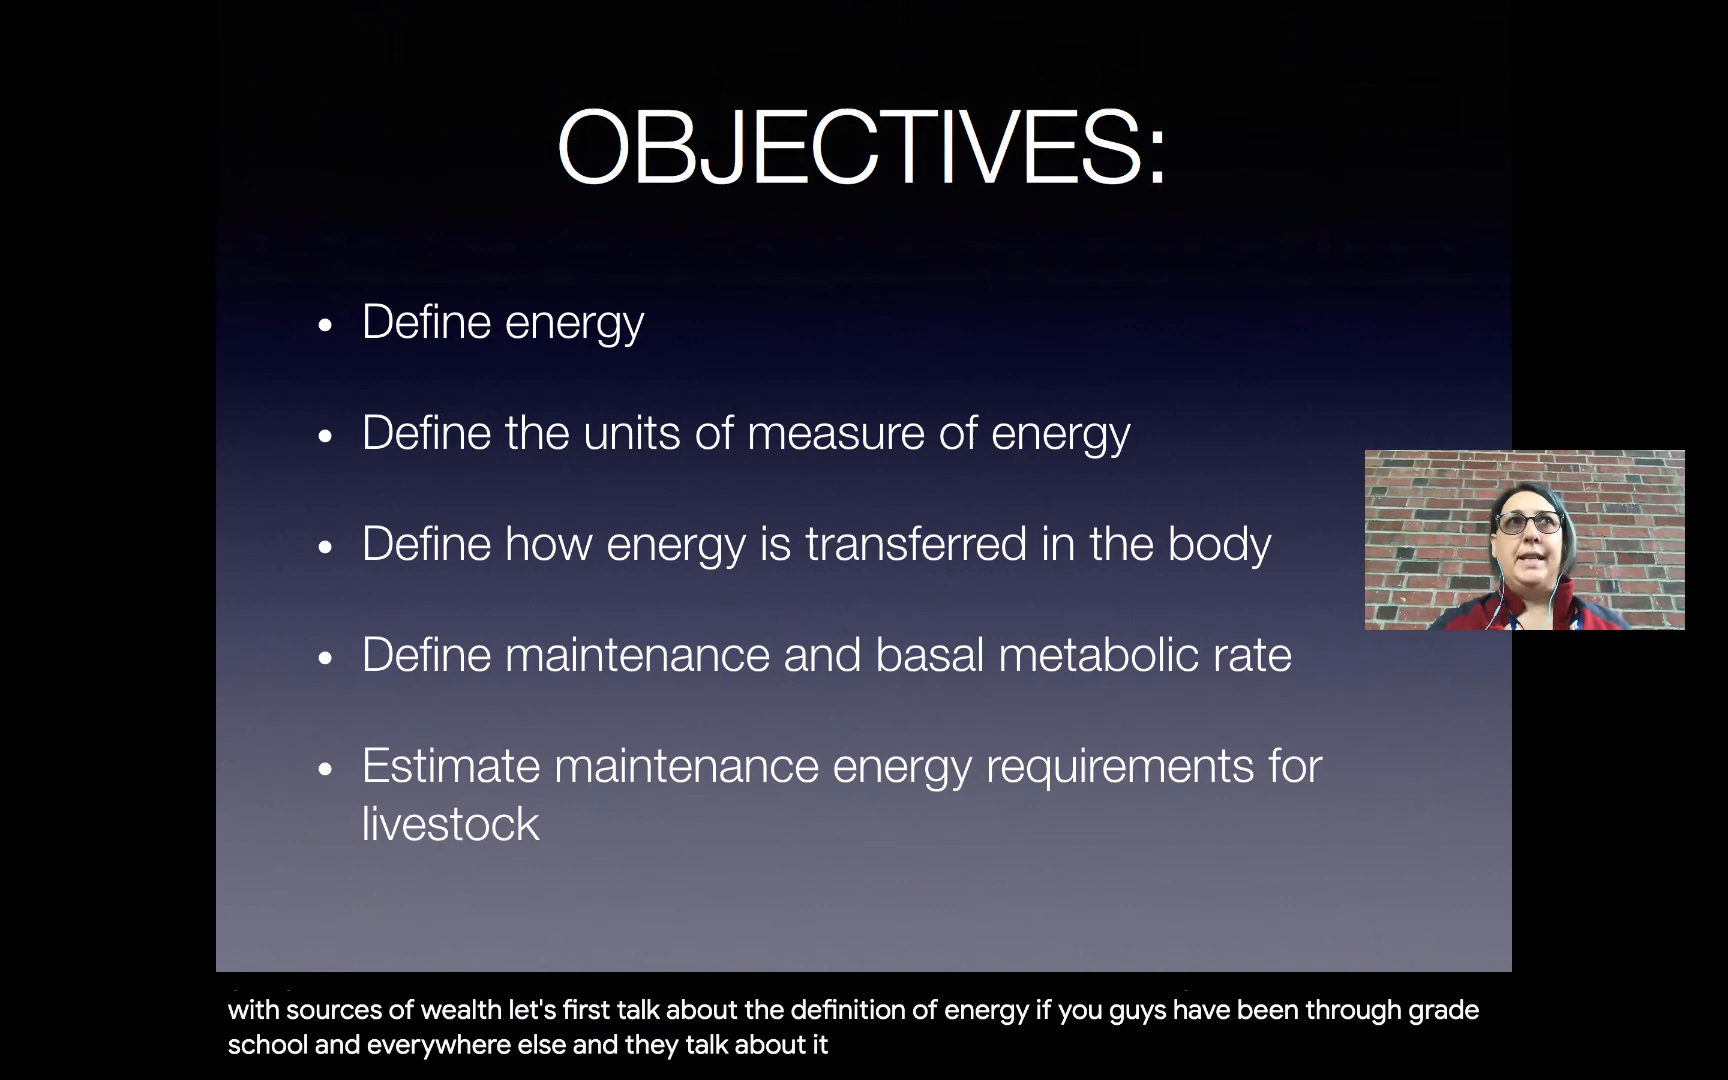 OBJECTIVES:
• Define energy
• Define the units of measure of energy
• Define how energy is transferred in the body
• Define maintenance and basal metabolic rate
• Estimate maintenance energy requirements for
livestock
with sources of wealth let's first talk about the definition of energy if you guys have been through grade
school and everywhere else and they talk about it